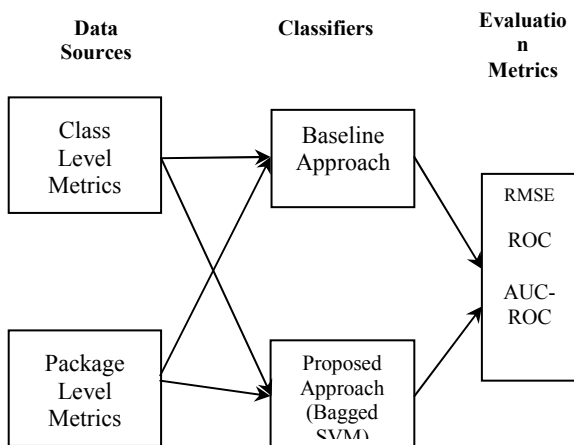 Data
Sources
Classifiers
Evaluatio
n
Metrics
Class
Level
Metrics
Baseline
Approach
RMSE
ROC
AUC-
ROC
Package
Level
Metrics
Proposed
Approach
(Bagged
SVM)